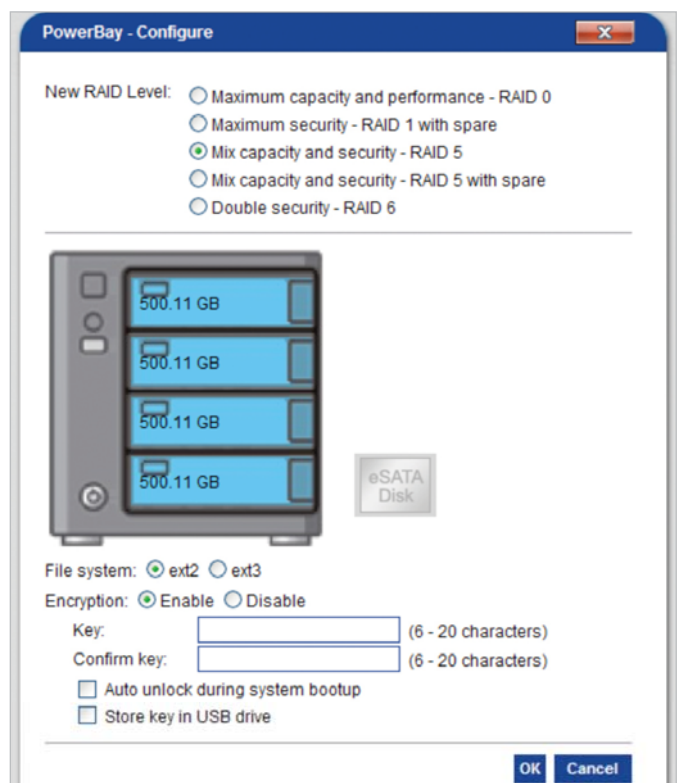 PowerBay - Configure
New RAID Level:
Maximum capacity and performance - RAID 0
Maximum security - RAID 1 with spare
Mix capacity and security - RAID 5
Mix capacity and security - RAID 5 with spare
Double security - RAID 6
500.11 GB
500.11 GB
500.11 GB
500.11 GB
eSATA
Disk
File system: ext2 ext3
Encryption: Enable Disable
Key: (6 - 20 characters)
Confirm key: (6 - 20 characters)
Auto unlock during system bootup
Store key in USB drive
OK Cancel